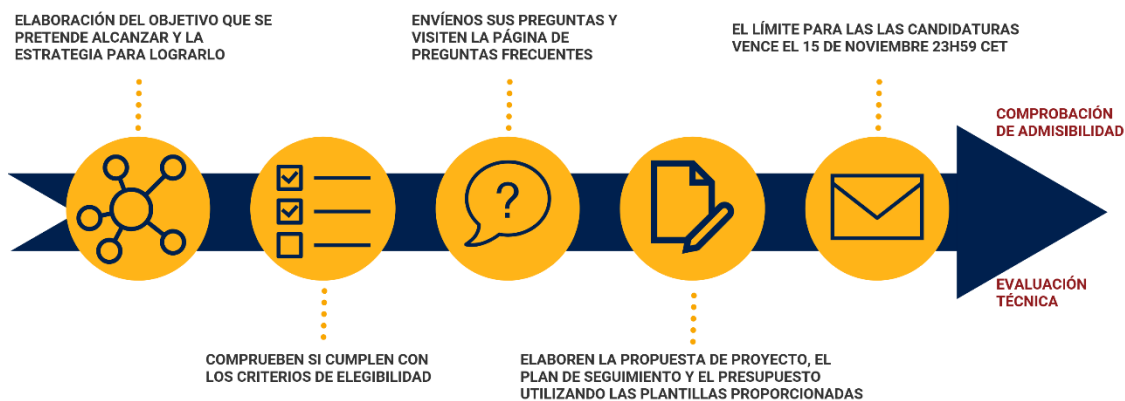 ELABORACIÓN DEL OBJETIVO QUE SE
PRETENDE ALCANZAR Y LA
ESTRATEGIA PARA LOGRARLO
COMPRUEBEN SI CUMPLEN CON
LOS CRITERIOS DE ELEGIBILIDAD
ENVÍENOS SUS PREGUNTAS Y
VISITEN LA PÁGINA DE
PREGUNTAS FRECUENTES
?
ELABOREN LA PROPUESTA DE PROYECTO, EL
PLAN DE SEGUIMIENTO Y EL PRESUPUESTO
UTILIZANDO LAS PLANTILLAS PROPORCIONADAS
EL LÍMITE PARA LAS LAS CANDIDATURAS
VENCE EL 15 DE NOVIEMBRE 23H59 CET
COMPROBACIÓN
DE ADMISIBILIDAD
EVALUACIÓN
TÉCNICA